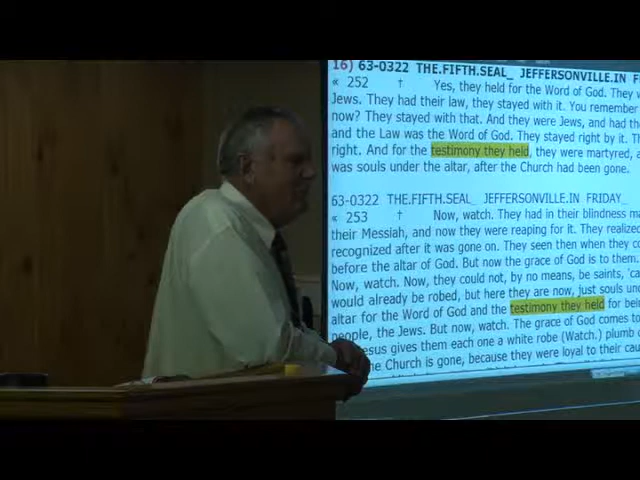 16) 63-0322 THE.FIFTH.SEAL_ JEFFERSONVILLE.IN F
« 252 † Yes, they held for the Word of God. They w
Jews. They had their law, they stayed with it. You remember
now? They stayed with that. And they were Jews, and had the
and the Law was the Word of God. They stayed right by it. Th
right. And for the testimony they held, they were martyred, a
was souls under the altar, after the Church had been gone.
63-0322 THE.FIFTH.SEAL_ JEFFERSONVILLE.IN FRIDAY_
« 253 † Now, watch. They had in their blindness ma
their Messiah, and now they were reaping for it. They realized
recognized after it was gone on. They seen then when they c
before the altar of God. But now the grace of God is to them.
Now, watch. Now, they could not, by no means, be saints, 'ca
would already be robed, but here they are now, just souls und
altar for the Word of God and the testimony they held for bei
people, the Jews. But now, watch. The grace of God comes to
Jesus gives them each one a white robe (Watch.) plumb
e Church is gone, because they were loyal to their cau